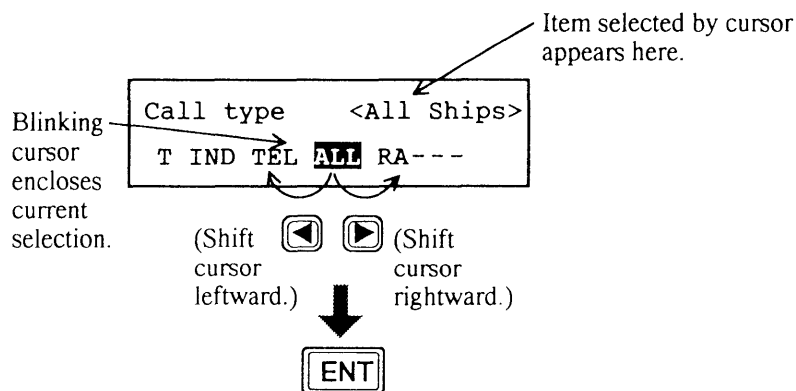 Item selected by cursor
appears here.
Call type <All Ships>
T IND TEL ALL RA---
Blinking
cursor
encloses
current
selection.
(Shift
cursor
leftward.)
(Shift
cursor
rightward.)
ENT